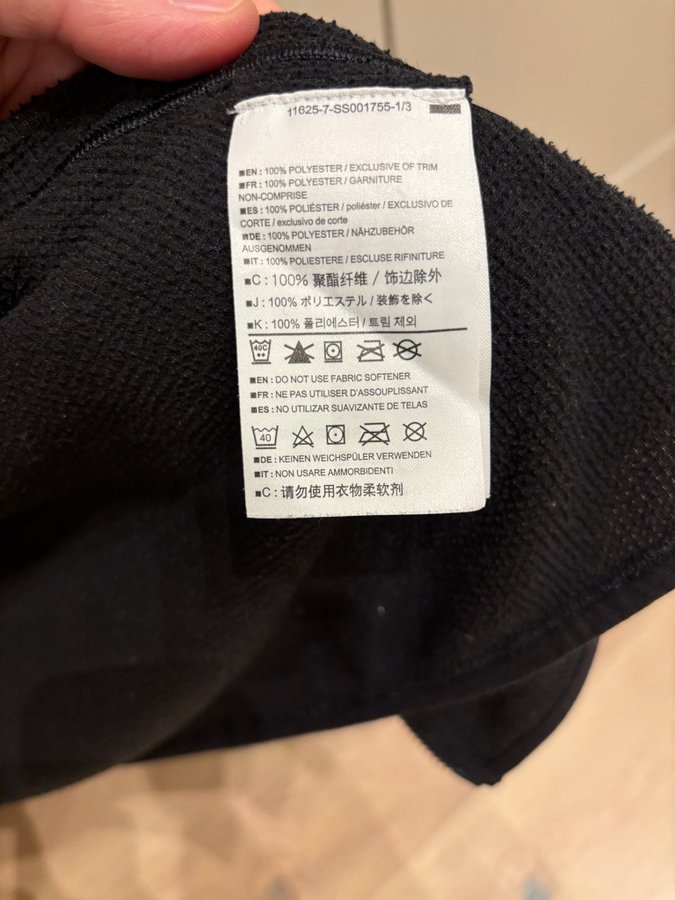 11625-7-SS001755-1/3
■EN : 100% POLYESTER / EXCLUSIVE OF TRIM
■FR : 100% POLYESTER / GARNITURE
NON-COMPRISE
■ES : 100% POLIÉSTER / poliéster / EXCLUSIVO DE
CORTE / exclusivo de corte
■DE : 100% POLYESTER / NÄHZUBEHÖR
AUSGENOMMEN
■IT : 100% POLIESTERE / ESCLUSE RIFINITURE
■C : 100% 聚酯纤维 / 饰边除外
■J : 100% ポリエステル / 装飾を除く
■K : 100% 폴리에스터 / 트림 제외
40C
■EN : DO NOT USE FABRIC SOFTENER
■FR : NE PAS UTILISER D'ASSOUPLISSANT
■ES : NO UTILIZAR SUAVIZANTE DE TELAS
40
■DE : KEINEN WEICHSPÜLER VERWENDEN
■IT : NON USARE AMMORBIDENTI
■C : 请勿使用衣物柔软剂